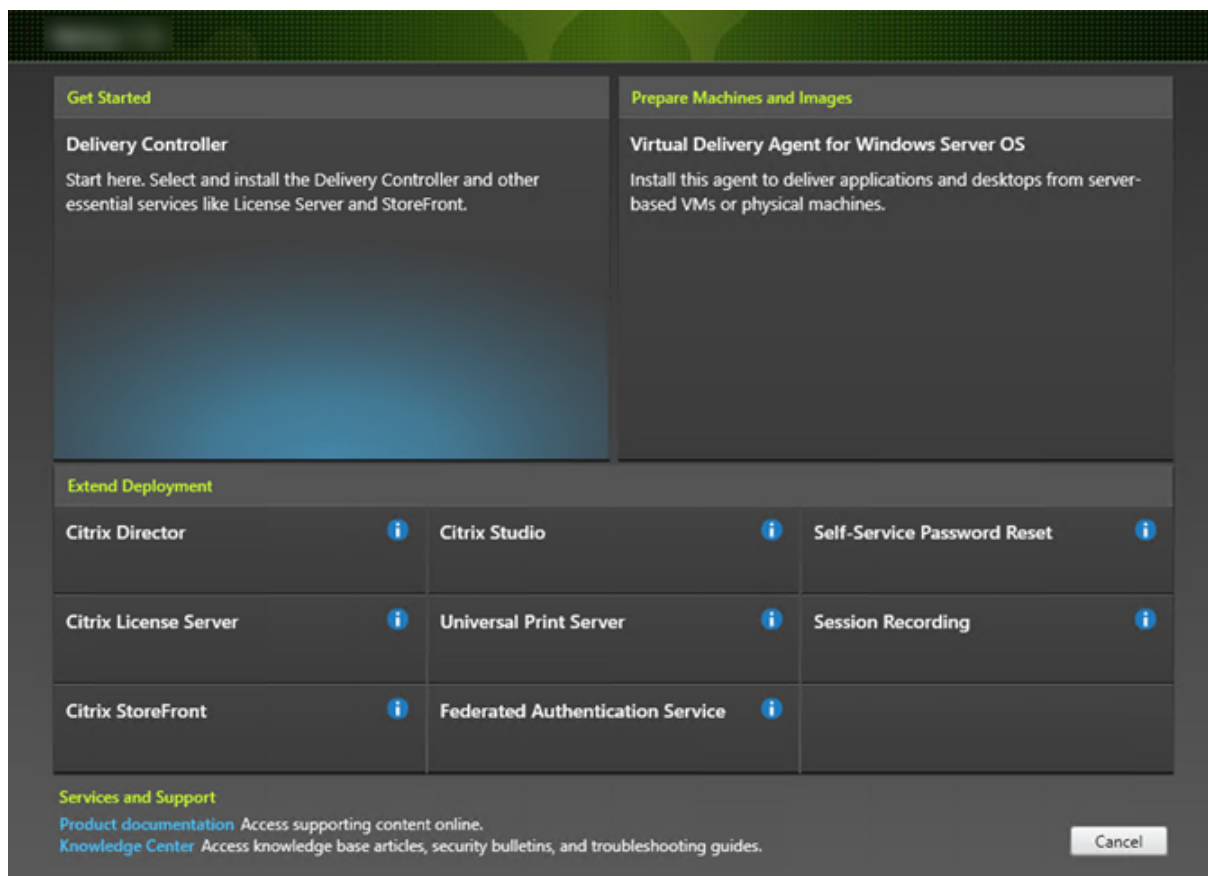 Get Started
Prepare Machines and Images
Delivery Controller
Start here. Select and install the Delivery Controller and other
essential services like License Server and StoreFront.
Virtual Delivery Agent for Windows Server OS
Install this agent to deliver applications and desktops from server-
based VMs or physical machines.
Extend Deployment
Citrix Director
Citrix Studio
Self-Service Password Reset
Citrix License Server
Universal Print Server
Session Recording
Citrix StoreFront
Federated Authentication Service
Services and Support
Product documentation Access supporting content online.
Knowledge Center Access knowledge base articles, security bulletins, and troubleshooting guides.
Cancel